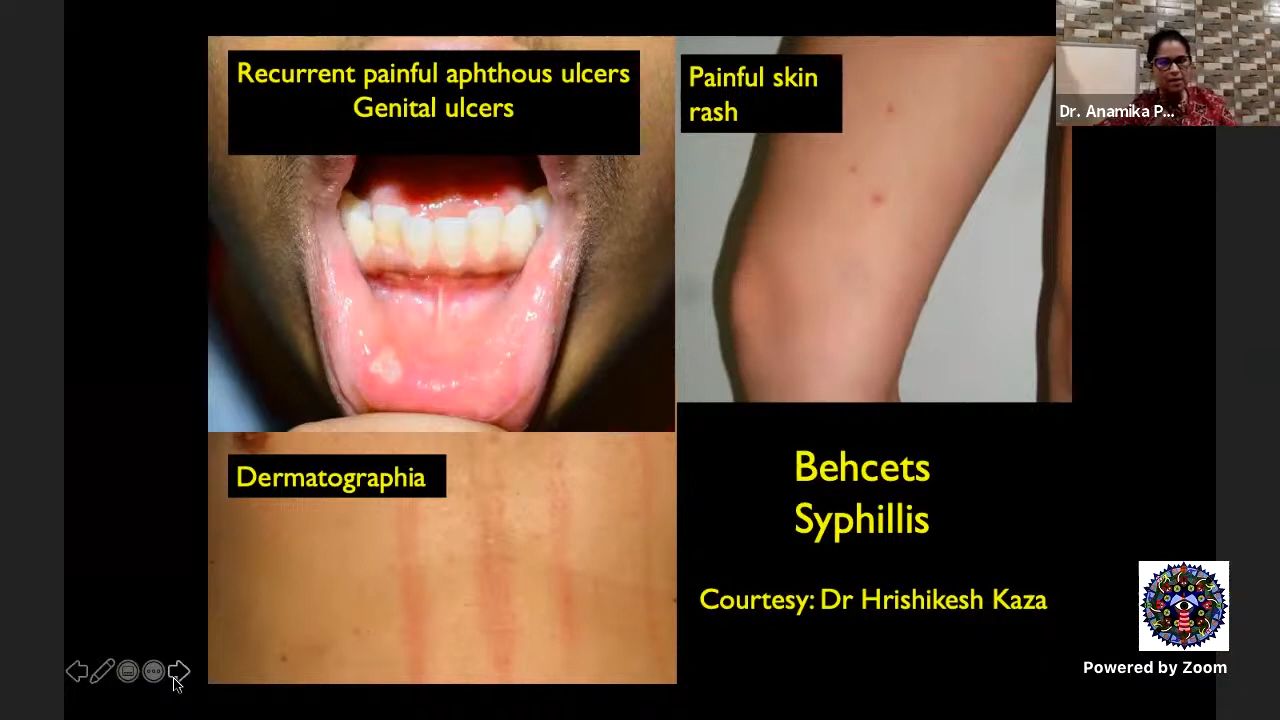 Recurrent painful aphthous ulcers
Genital ulcers
Painful skin
rash
Dr. Anamika P...
Dermatographia
Behcets
Syphillis
Courtesy: Dr Hrishikesh Kaza
Powered by Zoom